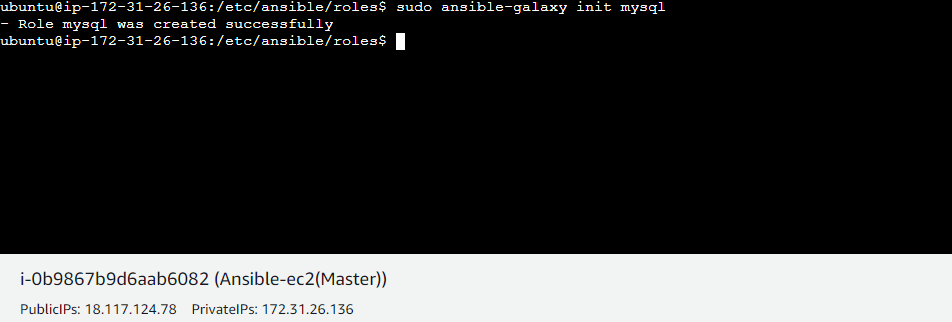 ubuntu@ip-172-31-26-136:/etc/ansible/roles$ sudo ansible-galaxy init mysql
- Role mysql was created successfully
ubuntu@ip-172-31-26-136:/etc/ansible/roles$
i-0b9867b9d6aab6082 (Ansible-ec2(Master))
PublicIPs: 18.117.124.78 PrivateIPs: 172.31.26.136